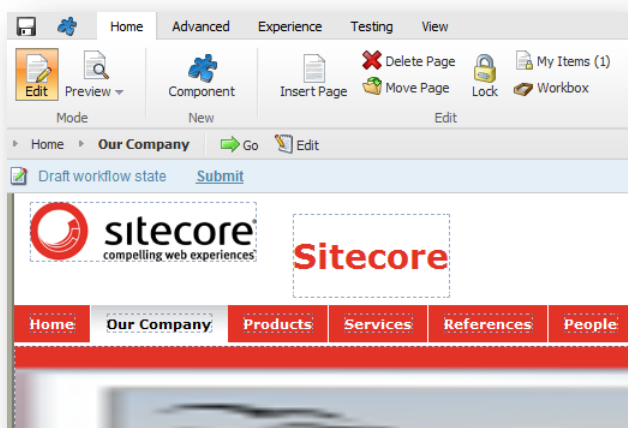 Home Advanced Experience Testing View
Edit Preview Component Insert Page Delete Page Move Page Lock My Items (1) Workbox
Mode New Edit
Home Our Company Go Edit
Draft workflow state Submit
sitecore
compelling web experiences
Sitecore
Home Our Company Products Services References People